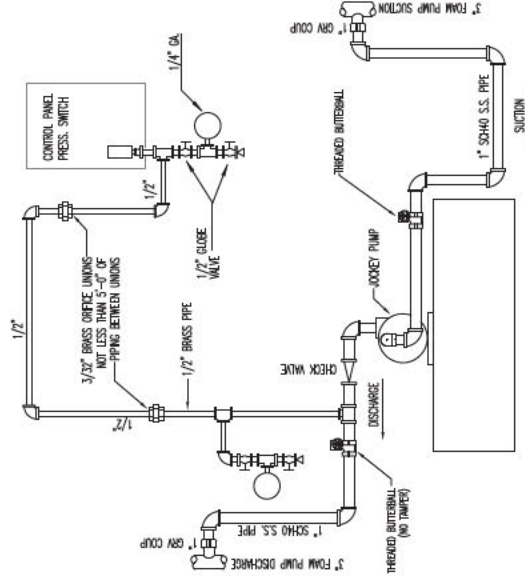 CONTROL PANEL
PRESS. SWITCH
1/4" GA.
1/2"
1/2"
3/32" BRASS ORIFICE UNIONS
NOT LESS THAN 5'-0" OF
PIPING BETWEEN UNIONS
1/2" GLOBE
VALVE
1/2" BRASS PIPE
1/2"
3" FOAM PUMP SUCTION
1" GRV COUP
1" SCH40 S.S. PIPE
SUCTION
THREADED BUTTERBALL
JOCKEY PUMP
CHECK VALVE
DISCHARGE
THREADED BUTTERBALL
(NO TAMPER)
1" SCH40 S.S. PIPE
1" GRV COUP
3" FOAM PUMP DISCHARGE